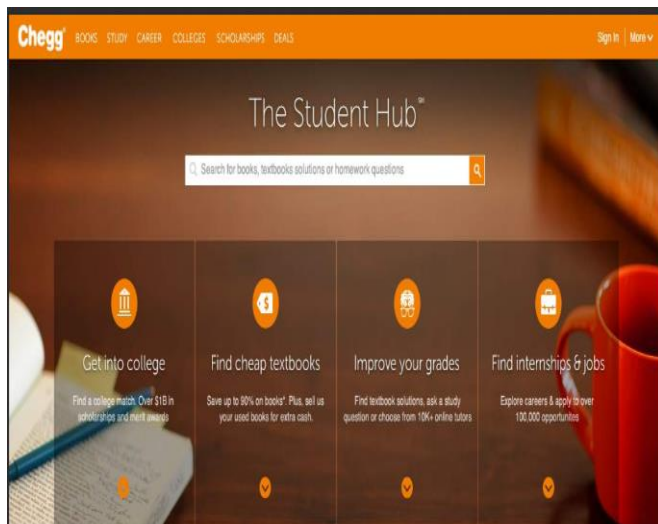 Chegg BOOKS STUDY CAREER COLLEGES SCHOLARSHIPS DEALS Sign In More
The Student Hub℠
Search for books, textbooks solutions or homework questions
Get into college
Find a college match. Over $1B in
scholarships and merit awards
Find cheap textbooks
Save up to 90% on books*. Plus, sell us
your used books for extra cash.
Improve your grades
Find textbook solutions, ask a study
question or choose from 10K+ online tutors
Find internships & jobs
Explore careers & apply to over
100,000 opportunites